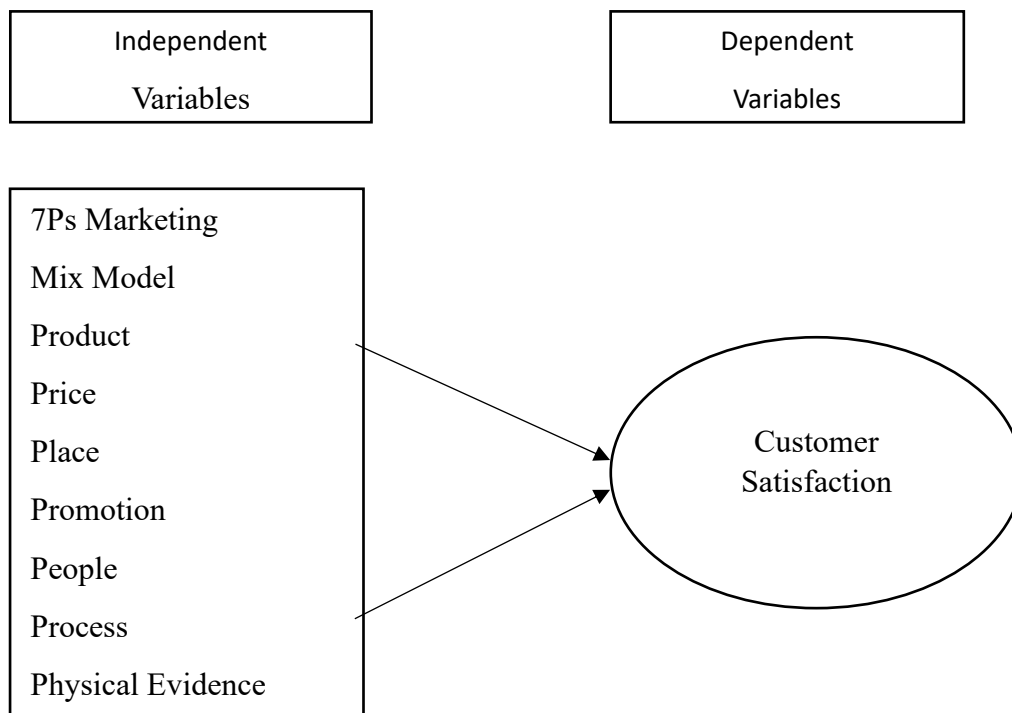 Independent
Variables
Dependent
Variables
7Ps Marketing
Mix Model
Product
Price
Place
Promotion
People
Process
Physical Evidence
Customer
Satisfaction